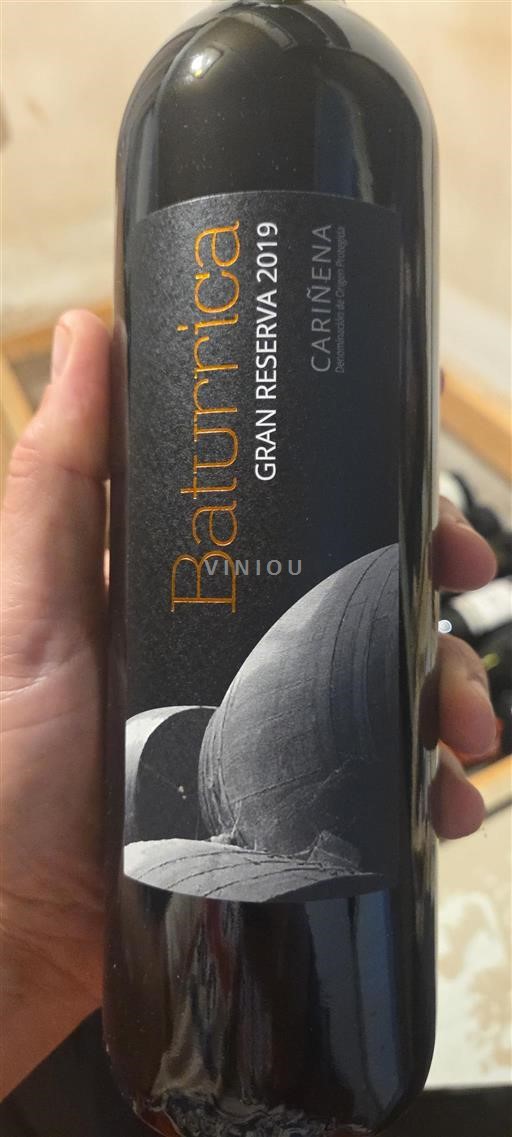 Baturrica
GRAN RESERVA 2019
CARIÑENA
Denominación de Origen Protegida
VINIOU